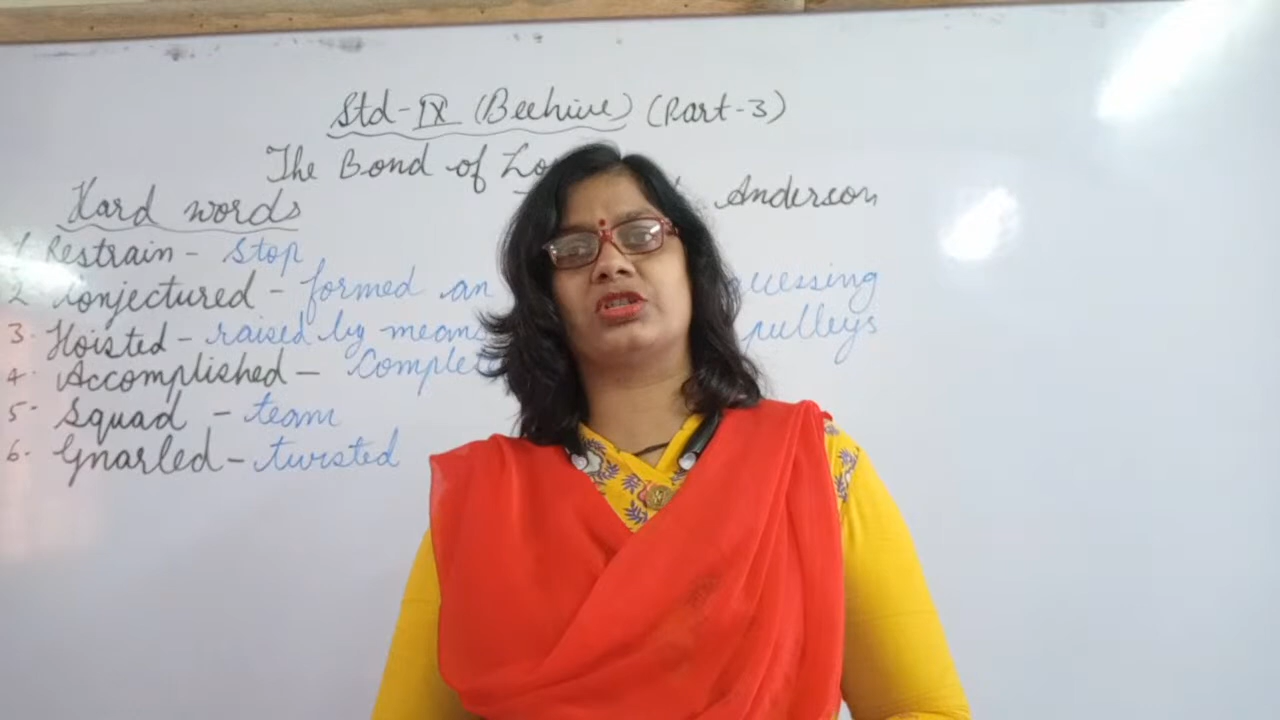 Std-IX (Beehive) (Part-3)
The Bond of Anderson
Hard words
1. Restrain - Stop
2. Conjectured - formed an
3. Hoisted - raised by means pulleys
4. Accomplished -
5. Squad - team
6. Gnarled - twisted